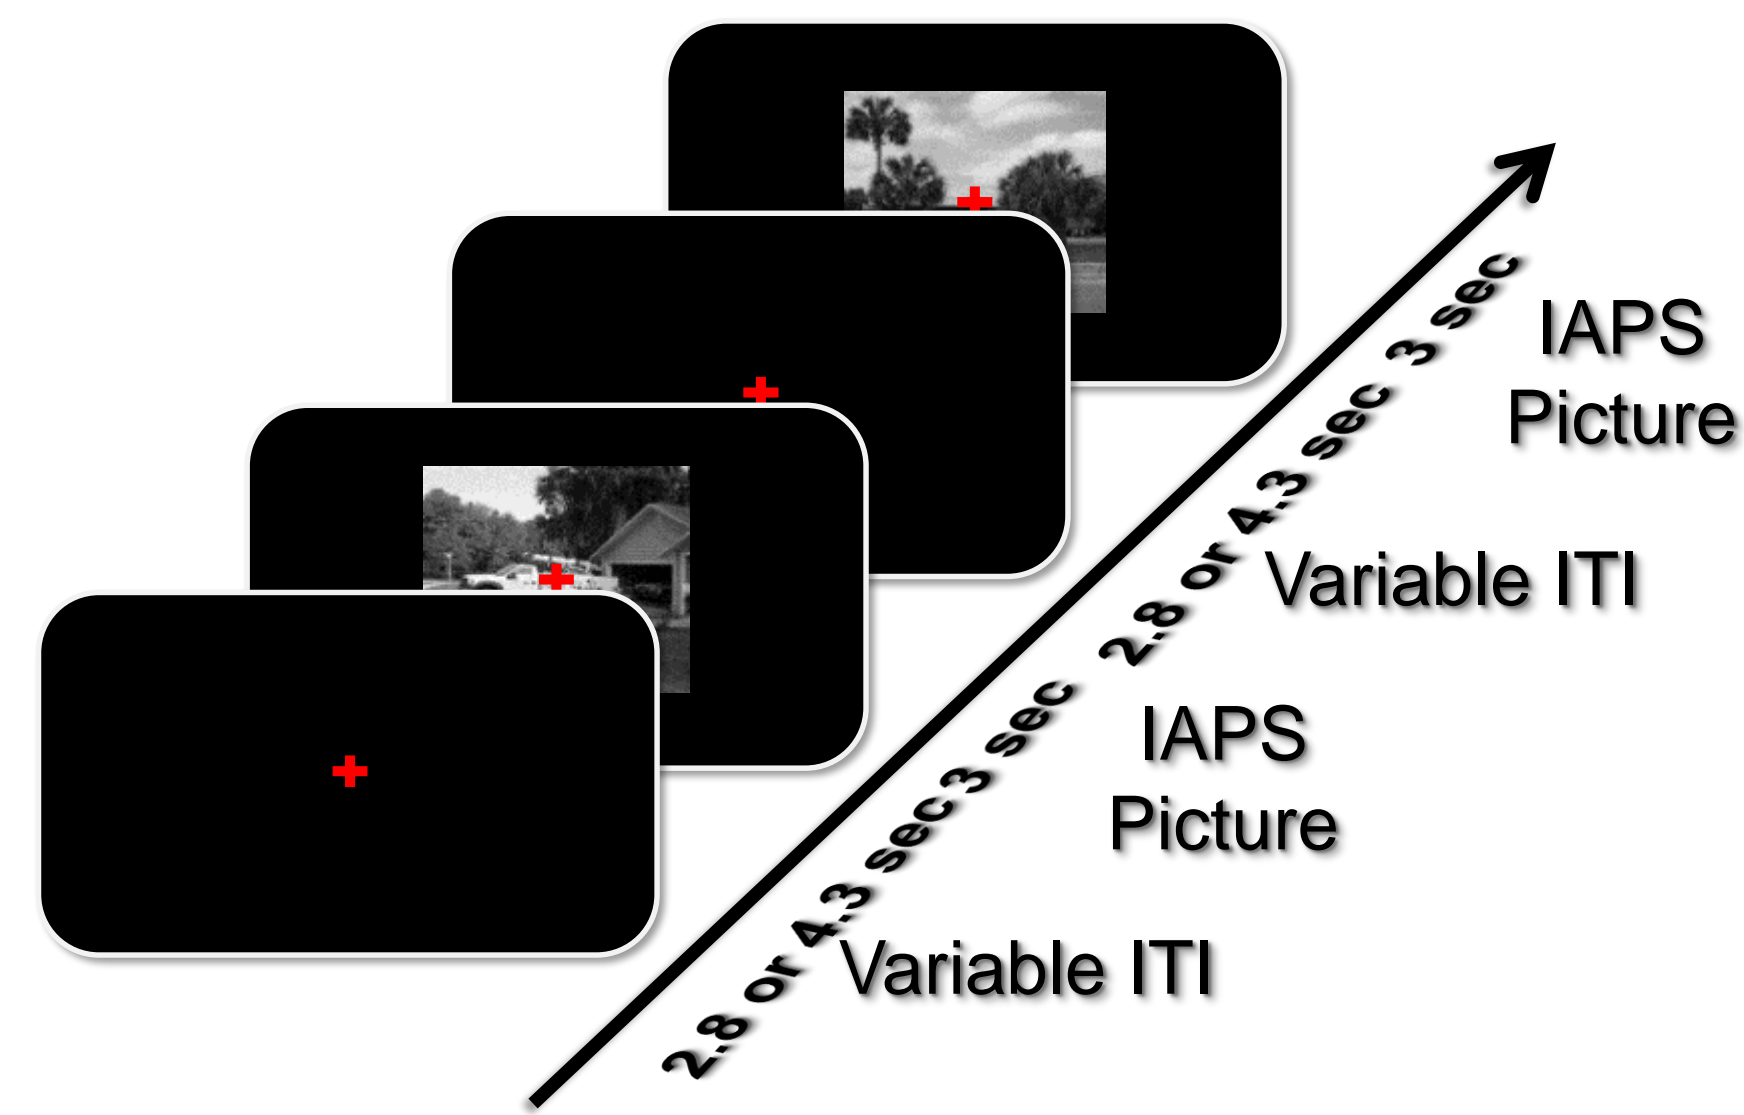 IAPS
Picture
Variable ITI
IAPS
Picture
Variable ITI
2.8 or 4.3 sec 3 sec 2.8 or 4.3 sec 3 sec